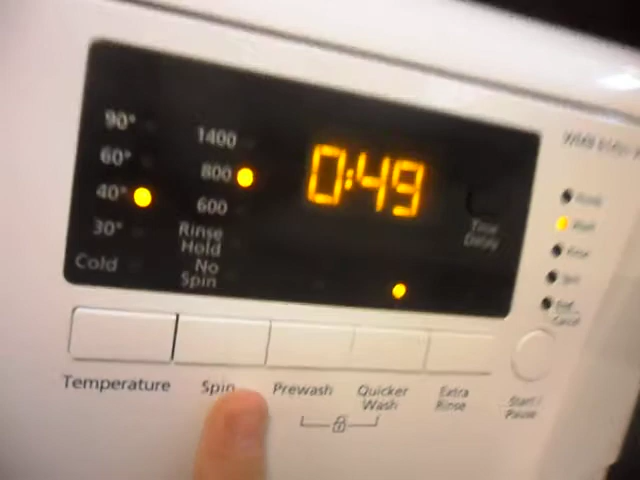 90°
60°
40°
30°
Cold
1400
800
600
Rinse
Hold
No
Spin
0:49
Time
Delay
Temperature
Spin
Prewash
Quicker
Wash
Extra
Rinse
Start/
Pause